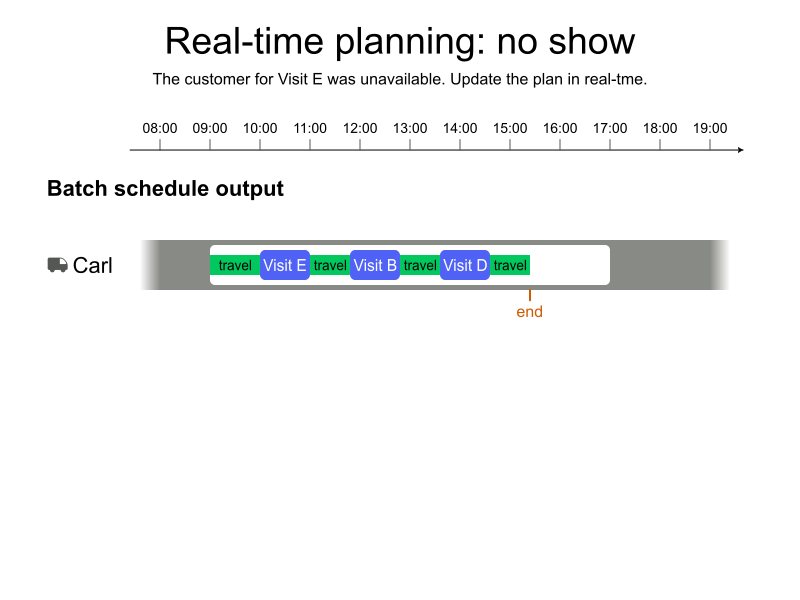 Real-time planning: no show
The customer for Visit E was unavailable. Update the plan in real-tme.
08:00 09:00 10:00 11:00 12:00 13:00 14:00 15:00 16:00 17:00 18:00 19:00
Batch schedule output
Carl travel Visit E travel Visit B travel Visit D travel
end